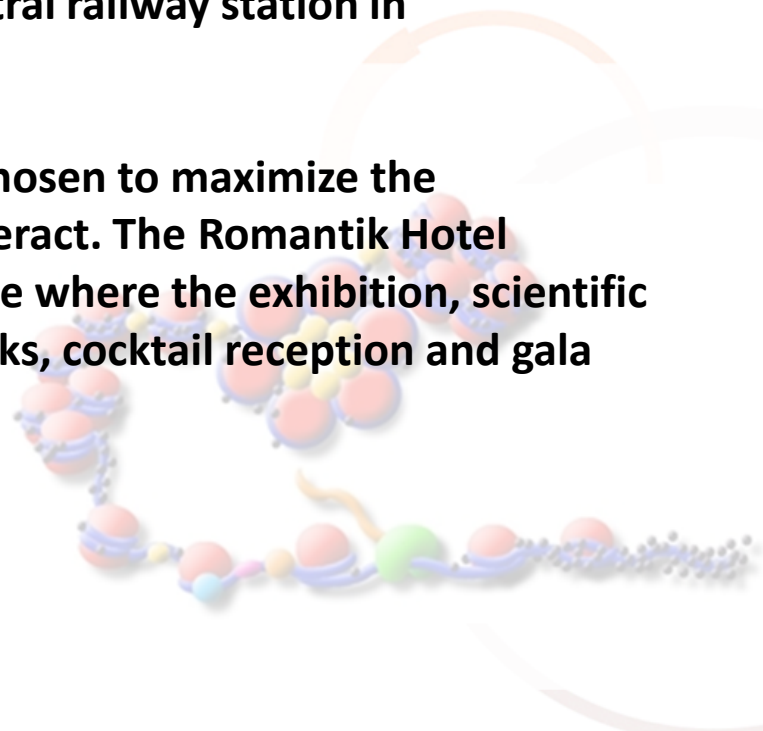 tral railway station in
hosen to maximize the
eract. The Romantik Hotel
e where the exhibition, scientific
ks, cocktail reception and gala